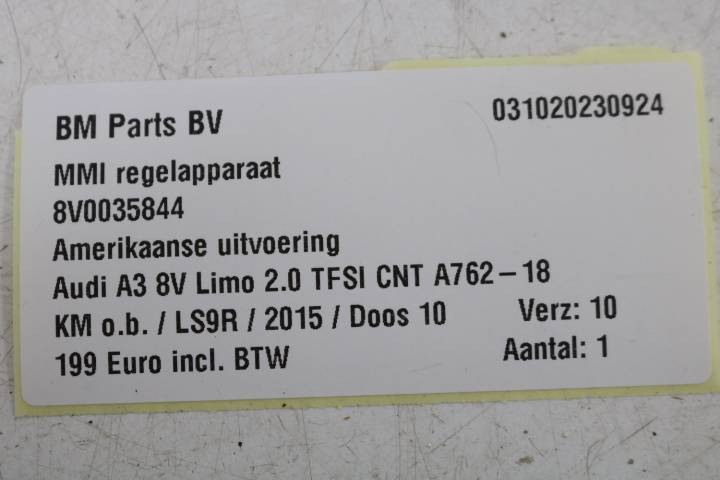 BM Parts BV 031020230924
MMI regelapparaat
8V0035844
Amerikaanse uitvoering
Audi A3 8V Limo 2.0 TFSI CNT A762-18
KM o.b. / LS9R / 2015 / Doos 10 Verz: 10
199 Euro incl. BTW Aantal: 1